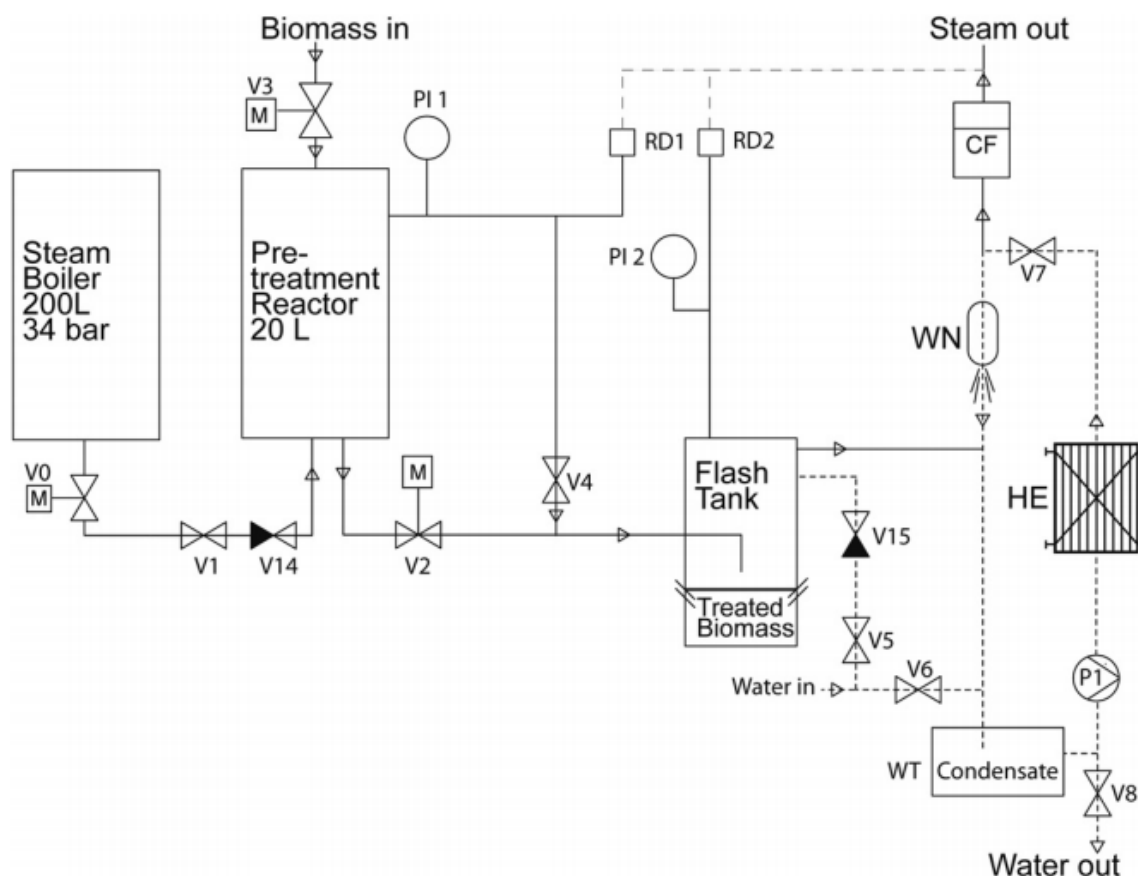 Biomass in
Steam out
V3
M
PI 1
RD1
RD2
CF
Steam
Boiler
200L
34 bar
Pre-
treatment
Reactor
20 L
PI 2
V7
WN
V0
M
M
V4
Flash
Tank
HE
V1
V14
V2
V15
Treated
Biomass
V5
Water in
V6
P1
WT
Condensate
V8
Water out